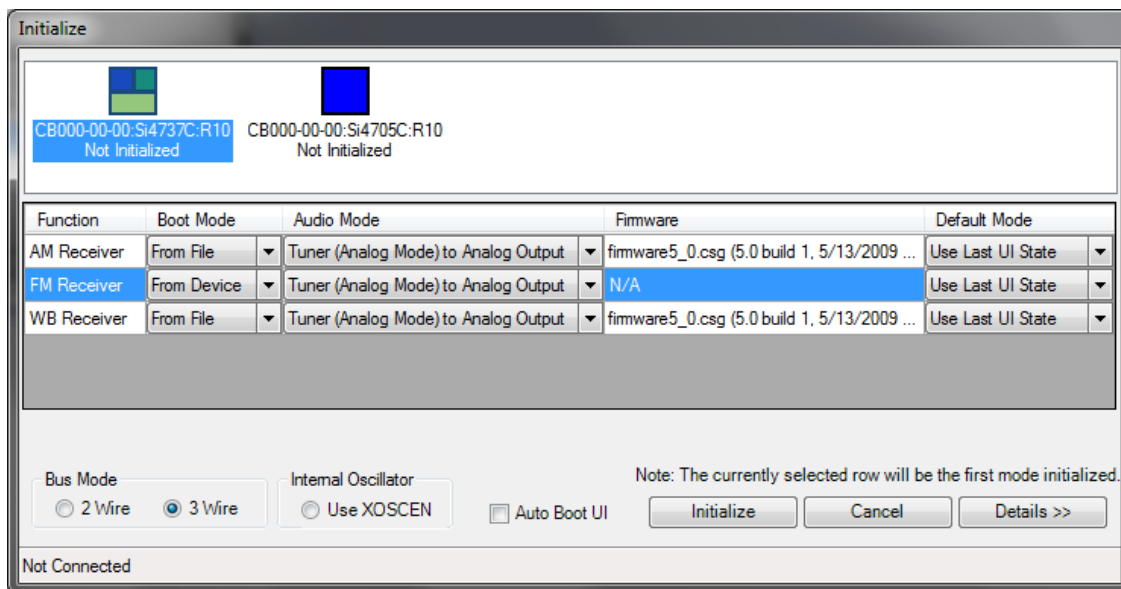 Initialize
CB000-00-00:Si4737C:R10 CB000-00-00:Si4705C:R10
Not Initialized Not Initialized
Function Boot Mode Audio Mode Firmware Default Mode
AM Receiver From File Tuner (Analog Mode) to Analog Output firmware5_0.csg (5.0 build 1, 5/13/2009 ... Use Last UI State
FM Receiver From Device Tuner (Analog Mode) to Analog Output N/A Use Last UI State
WB Receiver From File Tuner (Analog Mode) to Analog Output firmware5_0.csg (5.0 build 1, 5/13/2009 ... Use Last UI State
Note: The currently selected row will be the first mode initialized.
Bus Mode Internal Oscillator
2 Wire 3 Wire Use XOSCEN Auto Boot UI Initialize Cancel Details >>
Not Connected